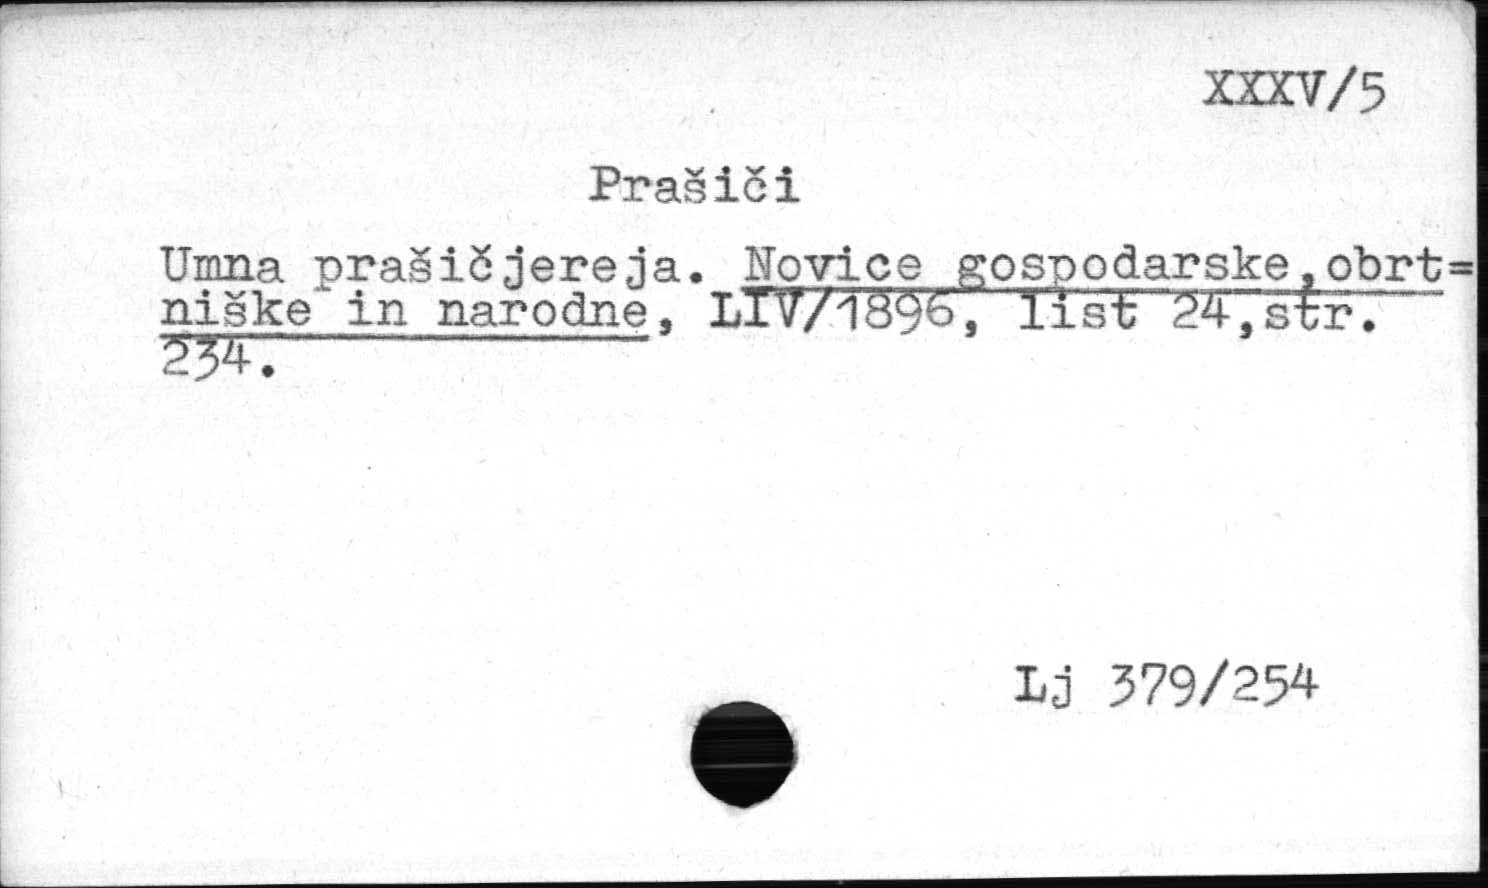 XXXV/5
Prašiči
Umna prašičjereja. Novice gospodarske,obrt=
niške in narodne, LIV/1896, list 24,str.
234.
Lj 379/254